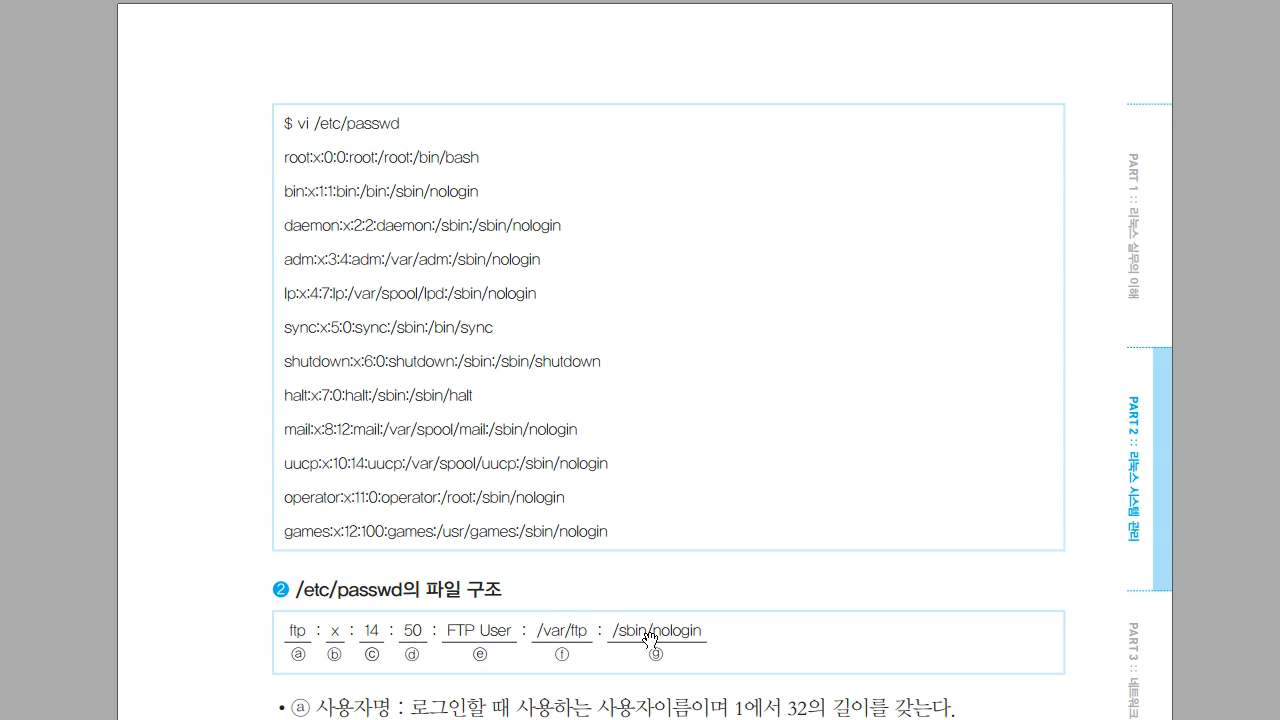 $ vi /etc/passwd
root:x:0:0:root:/root:/bin/bash
bin:x:1:1:bin:/bin:/sbin/nologin
daemon:x:2:2:daemon:/sbin:/sbin/nologin
adm:x:3:4:adm:/var/adm:/sbin/nologin
lp:x:4:7:lp:/var/spool/lpd:/sbin/nologin
sync:x:5:0:sync:/sbin:/bin/sync
shutdown:x:6:0:shutdown:/sbin:/sbin/shutdown
halt:x:7:0:halt:/sbin:/sbin/halt
mail:x:8:12:mail:/var/spool/mail:/sbin/nologin
uucp:x:10:14:uucp:/var/spool/uucp:/sbin/nologin
operator:x:11:0:operator:/root:/sbin/nologin
games:x:12:100:games:/usr/games:/sbin/nologin
❷ /etc/passwd의 파일 구조
ftp : x : 14 : 50 : FTP User : /var/ftp : /sbin/nologin
ⓐ ⓑ ⓒ ⓓ ⓔ ⓕ ⓖ
• ⓐ 사용자명 : 로그인할 때 사용하는 사용자이름이며 1에서 32의 길이를 갖는다.
PART 1 :: 리눅스 실무의 이해
PART 2 :: 리눅스 시스템 관리
PART 3 :: 네트워크